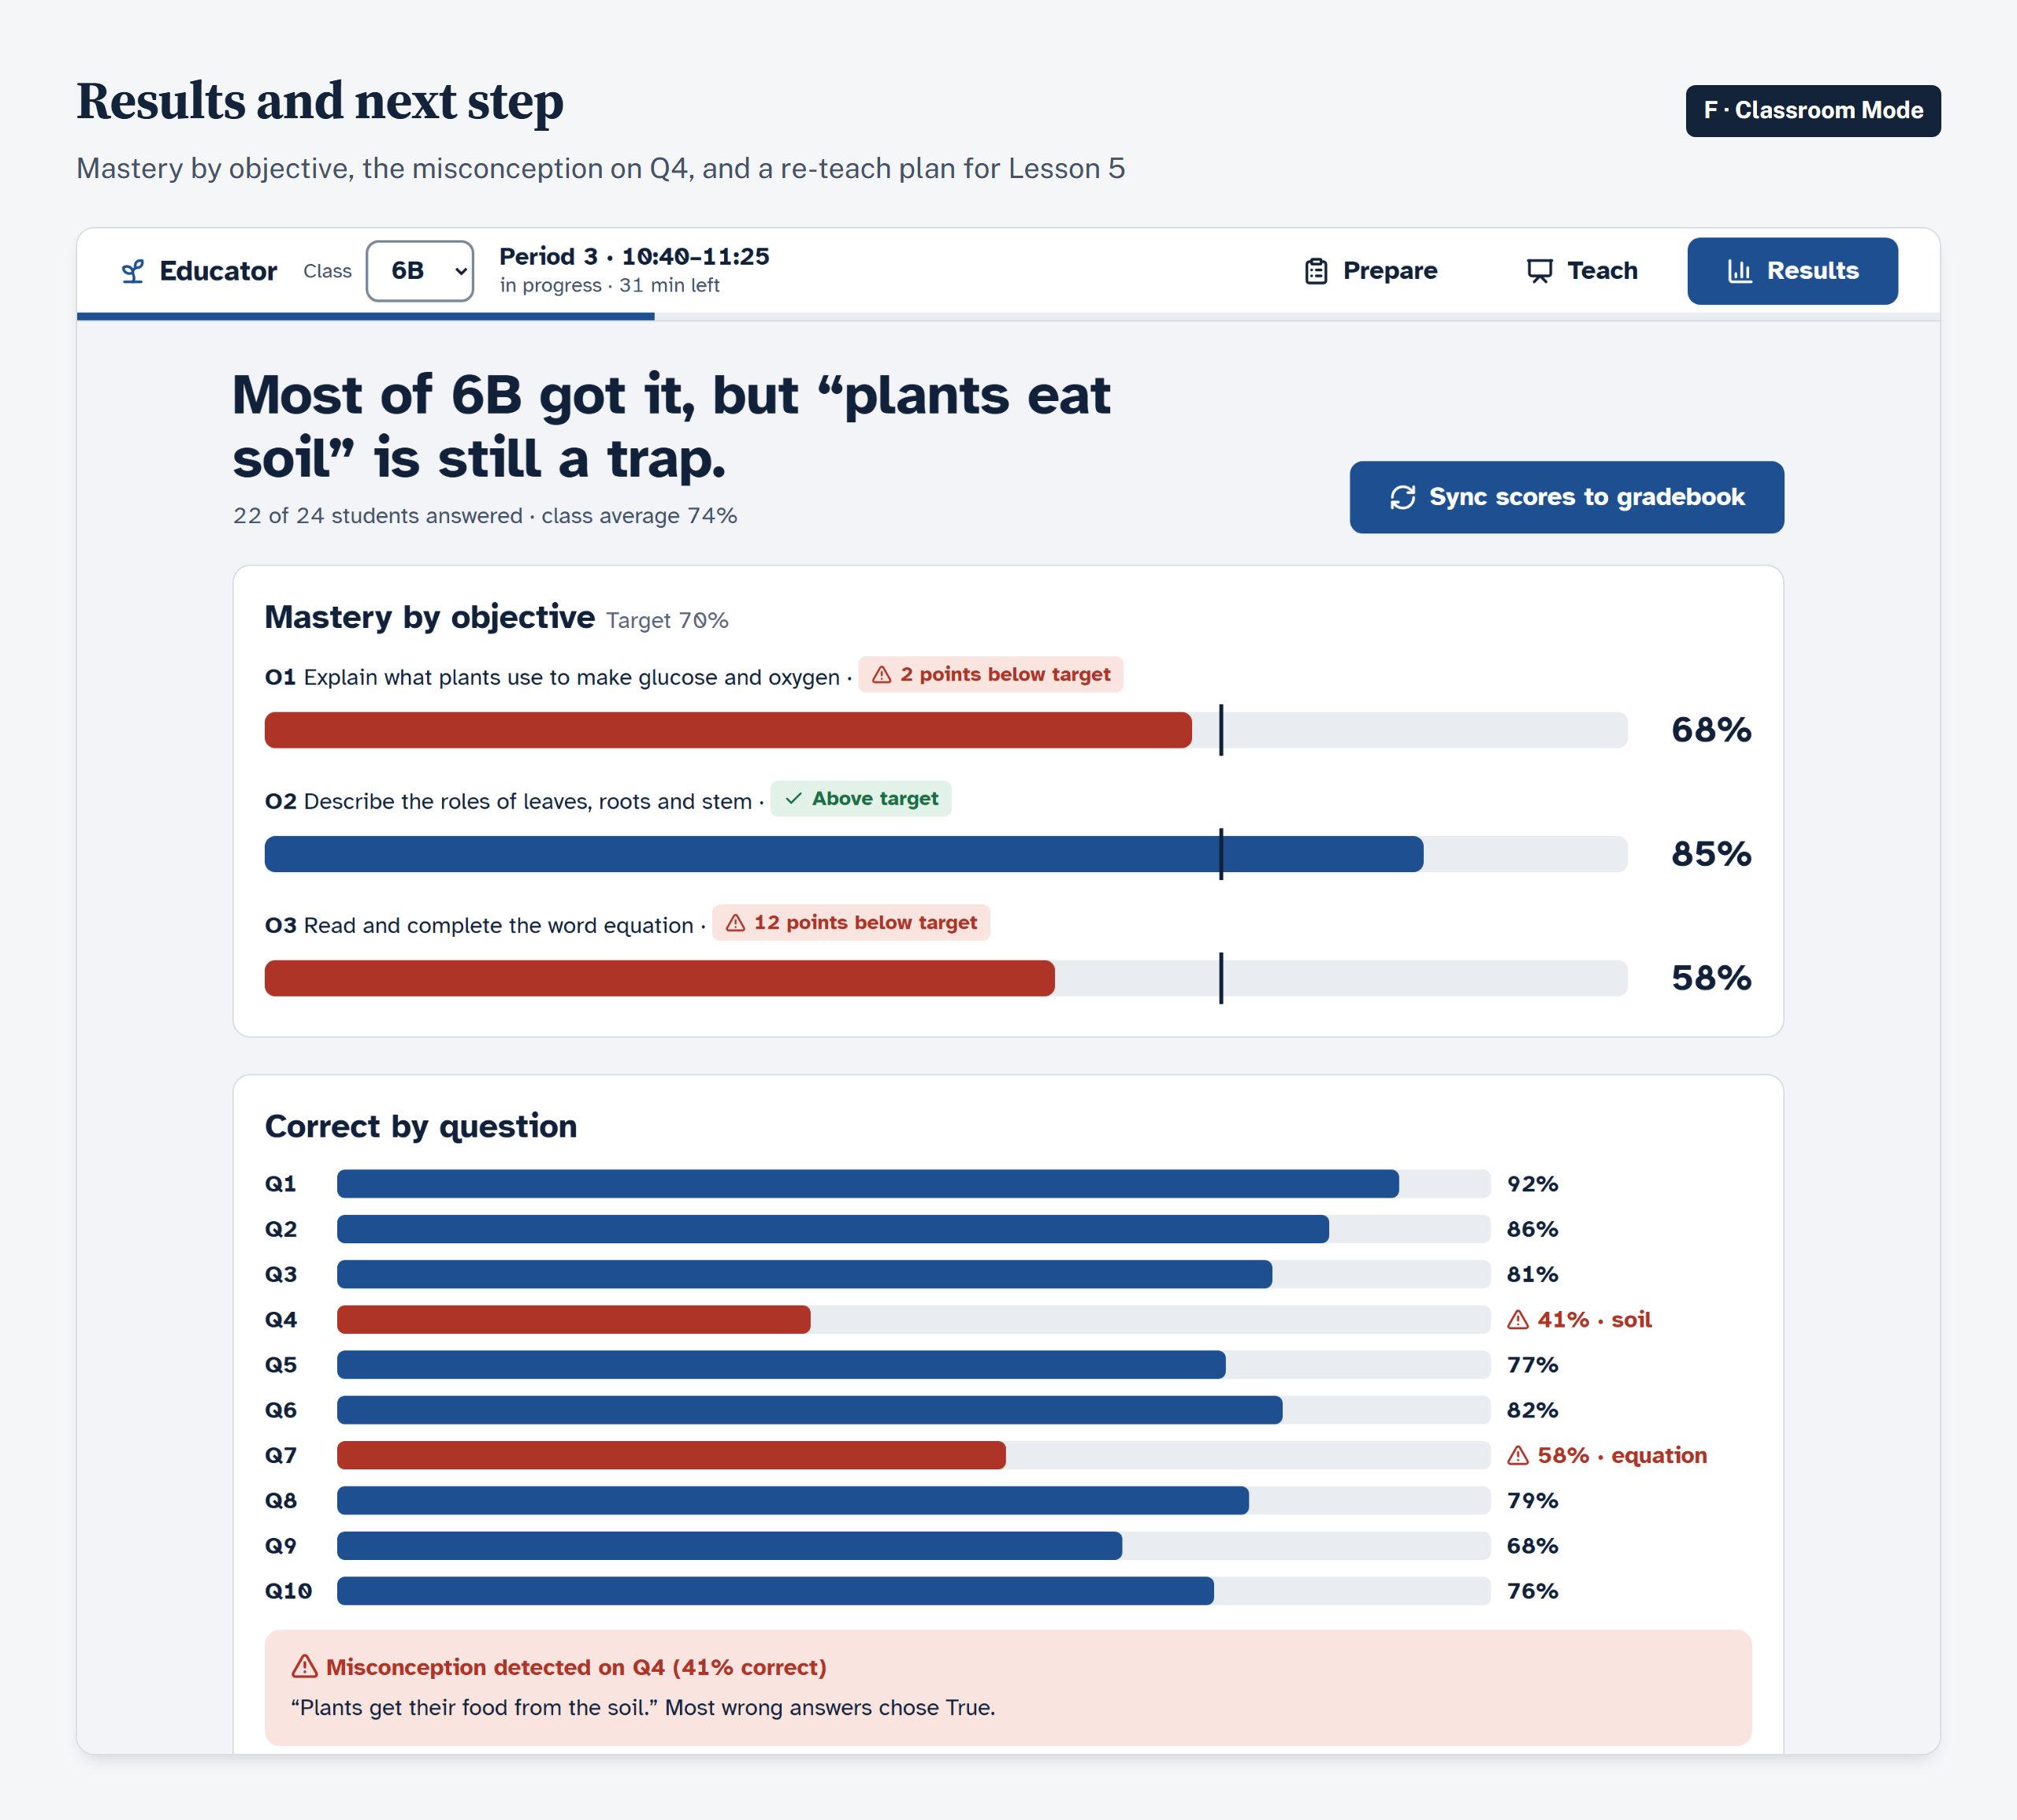 Results and next step
F · Classroom Mode
Mastery by objective, the misconception on Q4, and a re-teach plan for Lesson 5
Educator
Class
6B
Period 3 · 10:40–11:25
in progress · 31 min left
Prepare
Teach
Results
Most of 6B got it, but “plants eat
soil” is still a trap.
22 of 24 students answered · class average 74%
Sync scores to gradebook
Mastery by objective Target 70%
O1 Explain what plants use to make glucose and oxygen · 2 points below target
68%
O2 Describe the roles of leaves, roots and stem · Above target
85%
O3 Read and complete the word equation · 12 points below target
58%
Correct by question
Q1 92%
Q2 86%
Q3 81%
Q4 41% · soil
Q5 77%
Q6 82%
Q7 58% · equation
Q8 79%
Q9 68%
Q10 76%
Misconception detected on Q4 (41% correct)
“Plants get their food from the soil.” Most wrong answers chose True.